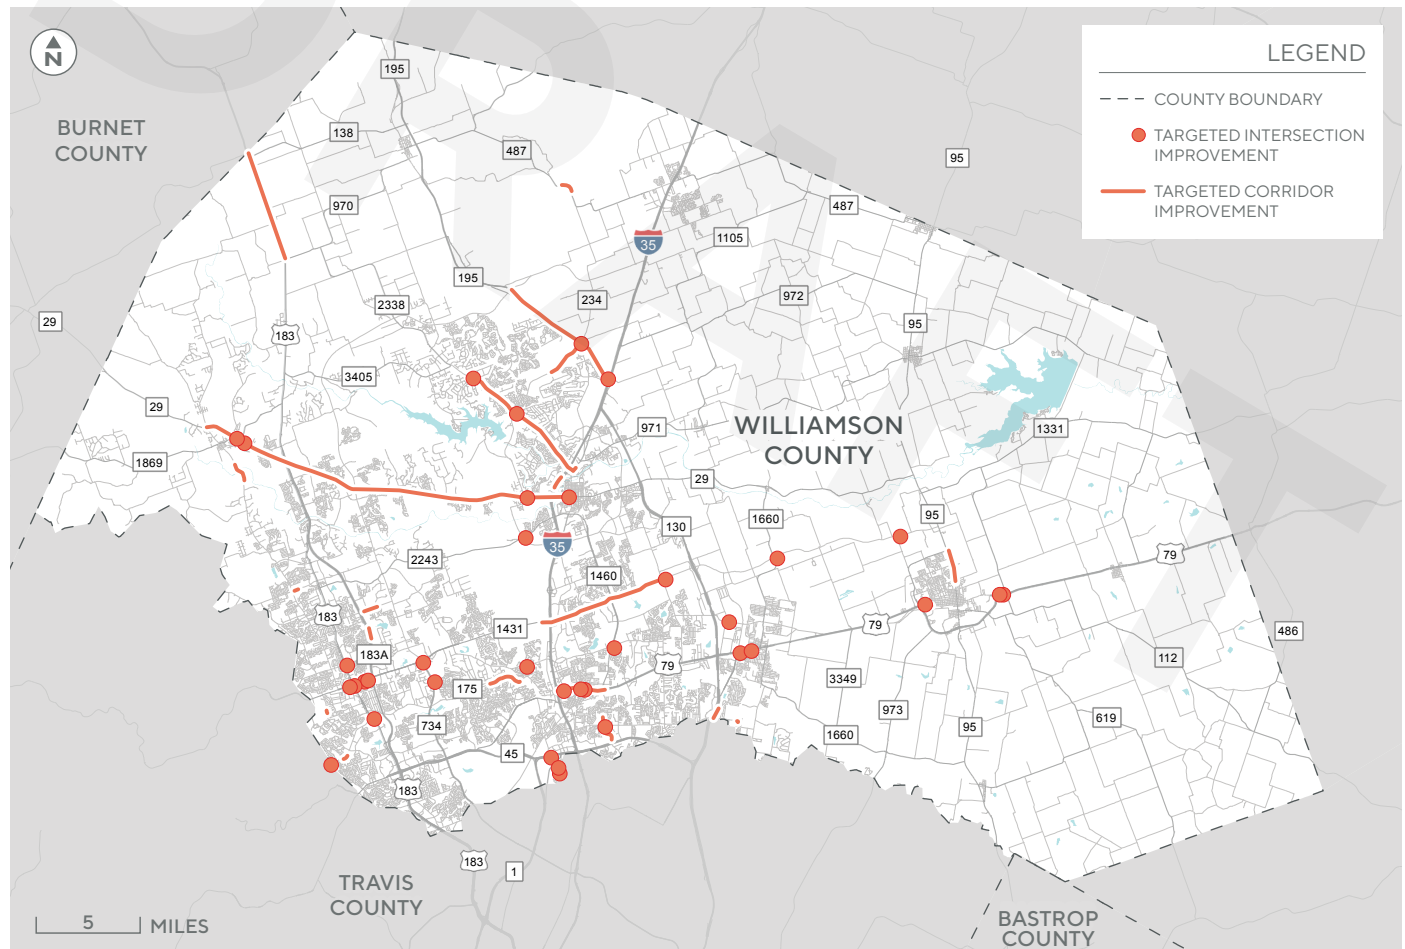 N
LEGEND
COUNTY BOUNDARY
TARGETED INTERSECTION
IMPROVEMENT
TARGETED CORRIDOR
IMPROVEMENT
BURNET
COUNTY
195
138
487
95
970
487
1105
35
195
2338
234
972
29
183
95
3405
29
971
WILLIAMSON
COUNTY
1331
1869
29
1660
95
130
35
79
2243
1460
183
1431
79
486
183A
79
112
175
3349
973
619
734
95
1660
45
183
183
1
TRAVIS
COUNTY
BASTROP
COUNTY
5
MILES